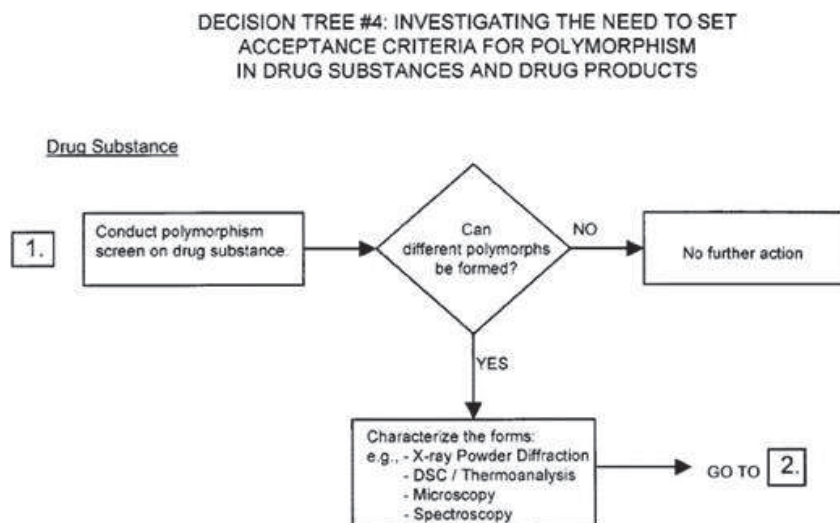 DECISION TREE #4: INVESTIGATING THE NEED TO SET
ACCEPTANCE CRITERIA FOR POLYMORPHISM
IN DRUG SUBSTANCES AND DRUG PRODUCTS
Drug Substance
1.
Conduct polymorphism
screen on drug substance.
Can
different polymorphs
be formed?
NO
No further action
YES
Characterize the forms:
e.g., - X-ray Powder Diffraction
- DSC / Thermoanalysis
- Microscopy
- Spectroscopy
GO TO 2.